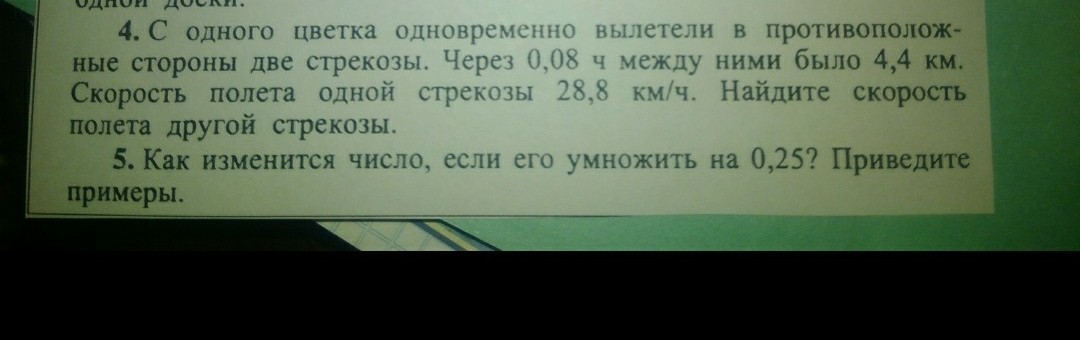 одной доски.
4. С одного цветка одновременно вылетели в противополож-
ные стороны две стрекозы. Через 0,08 ч между ними было 4,4 км.
Скорость полета одной стрекозы 28,8 км/ч. Найдите скорость
полета другой стрекозы.
5. Как изменится число, если его умножить на 0,25? Приведите
примеры.